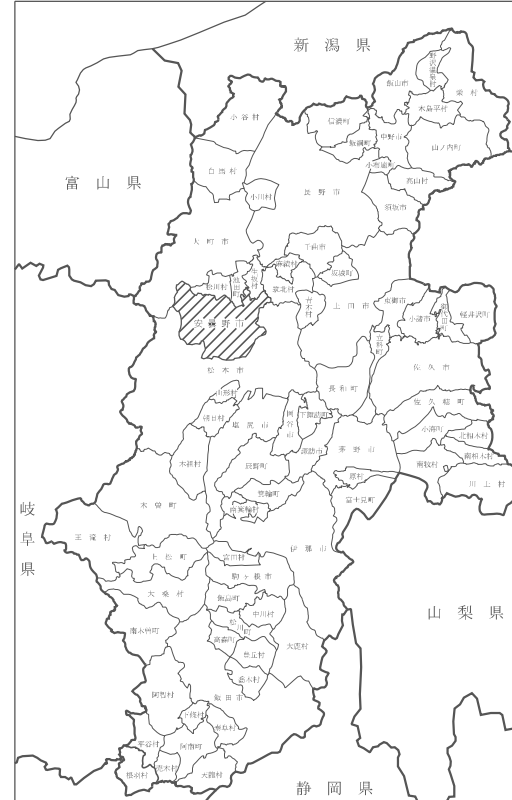 新潟県
野沢温泉村
飯山市
栄村
木島平村
小谷村
信濃町
中野市
飯綱町
山ノ内町
小布施町
白馬村
高山村
富山県
小川村
長野市
須坂市
大町市
千曲市
麻績村
坂城町
生坂村
松川村
池田町
筑北村
青木村
上田市
東御市
御代田町
軽井沢町
小諸市
安曇野市
立科町
佐久市
松本市
長和町
山形村
佐久穂町
朝日村
塩尻市
岡谷市
下諏訪町
小海町
北相木村
諏訪市
茅野市
南相木村
木祖村
辰野町
南牧村
原村
川上村
箕輪町
富士見町
木曽町
南箕輪村
岐阜県
王滝村
伊那市
上松町
宮田村
駒ヶ根市
大桑村
飯島町
中川村
山梨県
松川町
南木曽町
高森町
大鹿村
豊丘村
喬木村
阿智村
飯田市
下條村
泰阜村
平谷村
阿南町
売木村
根羽村
天龍村
静岡県